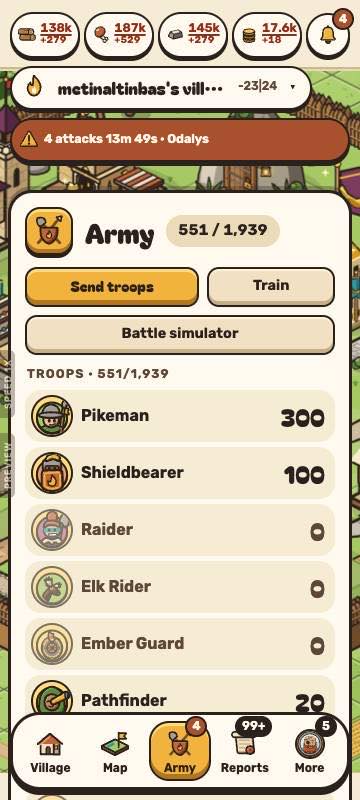 138k 187k 145k 17.6k 4
+279 +529 +279 +18
metinaltinbas's vill... -23|24
4 attacks 13m 49s • 0dalys
Army 551 / 1,939
Send troops Train
Battle simulator
TROOPS • 551/1,939
Pikeman 300
SPEED 1K
Shieldbearer 100
PREVIEW
Raider 0
Elk Rider 0
Ember Guard 0
Pathfinder 20
4 99+ 5
Village Map Army Reports More